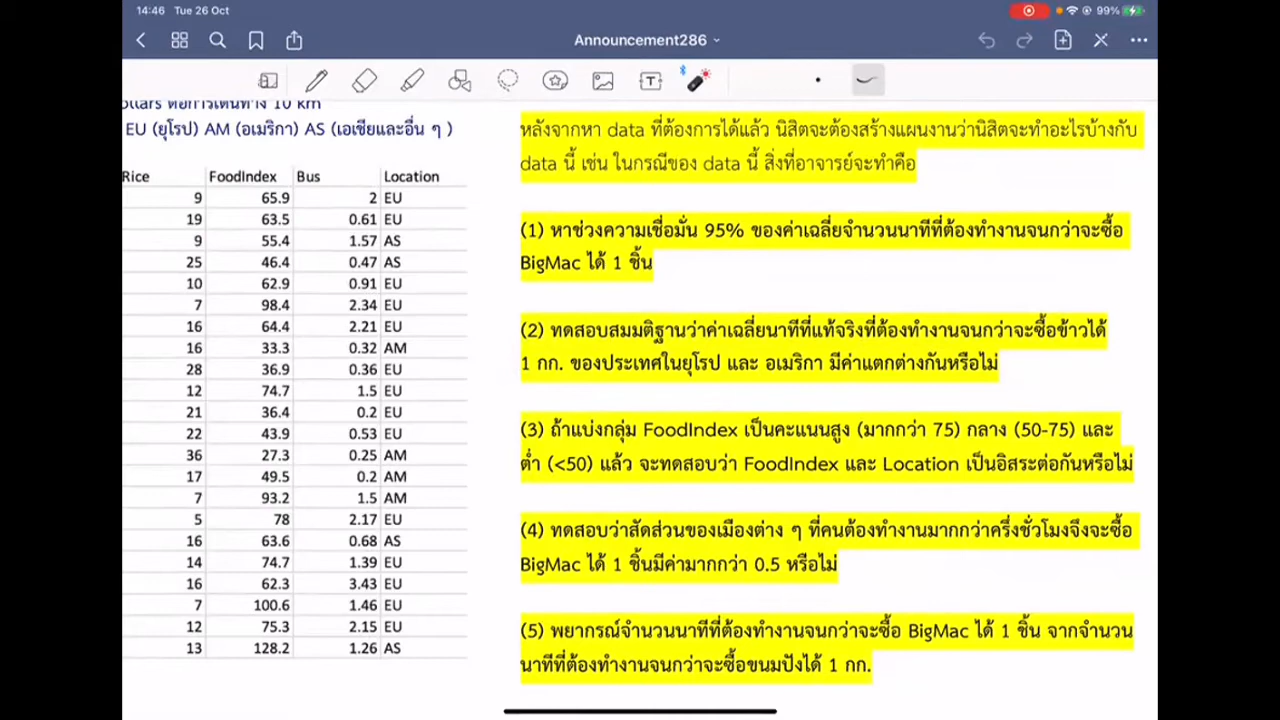 14:46 Tue 26 Oct
99%
Announcement286
ollars ต่อการเดินทาง 10 km
EU (ยุโรป) AM (อเมริกา) AS (เอเชียและอื่น ๆ )
Rice FoodIndex Bus Location
9 65.9 2 EU
19 63.5 0.61 EU
9 55.4 1.57 AS
25 46.4 0.47 AS
10 62.9 0.91 EU
7 98.4 2.34 EU
16 64.4 2.21 EU
16 33.3 0.32 AM
28 36.9 0.36 EU
12 74.7 1.5 EU
21 36.4 0.2 EU
22 43.9 0.53 EU
36 27.3 0.25 AM
17 49.5 0.2 AM
7 93.2 1.5 AM
5 78 2.17 EU
16 63.6 0.68 AS
14 74.7 1.39 EU
16 62.3 3.43 EU
7 100.6 1.46 EU
12 75.3 2.15 EU
13 128.2 1.26 AS
หลังจากหา data ที่ต้องการได้แล้ว นิสิตจะต้องสร้างแผนงานว่านิสิตจะทำอะไรบ้างกับ
data นี้ เช่น ในกรณีของ data นี้ สิ่งที่อาจารย์จะทำคือ
(1) หาช่วงความเชื่อมั่น 95% ของค่าเฉลี่ยจำนวนนาทีที่ต้องทำงานจนกว่าจะซื้อ
BigMac ได้ 1 ชิ้น
(2) ทดสอบสมมติฐานว่าค่าเฉลี่ยนาทีที่แท้จริงที่ต้องทำงานจนกว่าจะซื้อข้าวได้
1 กก. ของประเทศในยุโรป และ อเมริกา มีค่าแตกต่างกันหรือไม่
(3) ถ้าแบ่งกลุ่ม FoodIndex เป็นคะแนนสูง (มากกว่า 75) กลาง (50-75) และ
ต่ำ (<50) แล้ว จะทดสอบว่า FoodIndex และ Location เป็นอิสระต่อกันหรือไม่
(4) ทดสอบว่าสัดส่วนของเมืองต่าง ๆ ที่คนต้องทำงานมากกว่าครึ่งชั่วโมงจึงจะซื้อ
BigMac ได้ 1 ชิ้นมีค่ามากกว่า 0.5 หรือไม่
(5) พยากรณ์จำนวนนาทีที่ต้องทำงานจนกว่าจะซื้อ BigMac ได้ 1 ชิ้น จากจำนวน
นาทีที่ต้องทำงานจนกว่าจะซื้อขนมปังได้ 1 กก.